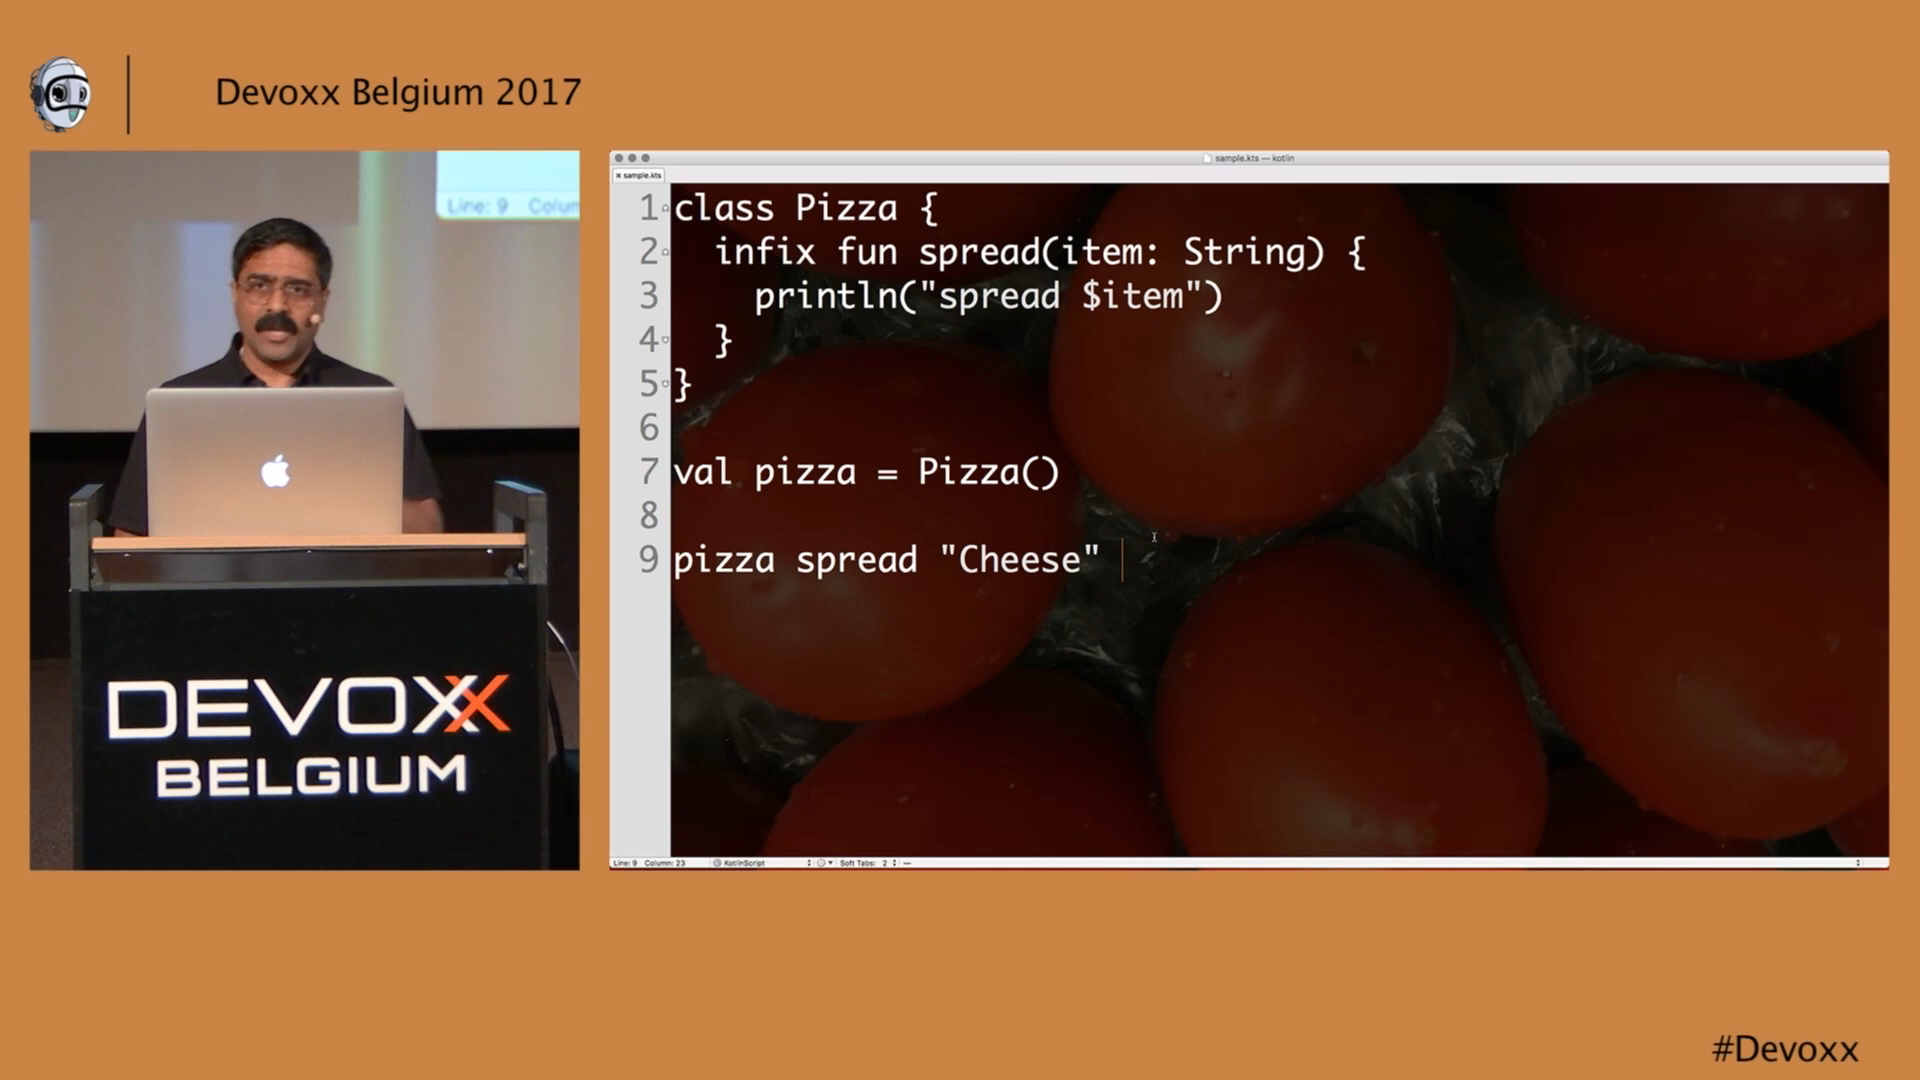 Devoxx Belgium 2017
Line: 9 Colum
DEVOXX
BELGIUM
sample.kts — kotlin
× sample.kts
1 class Pizza {
2 infix fun spread(item: String) {
3 println("spread $item")
4 }
5 }
6
7 val pizza = Pizza()
8
9 pizza spread "Cheese"
Line: 9 Column: 23 KotlinScript Soft Tabs: 2 —
#Devoxx